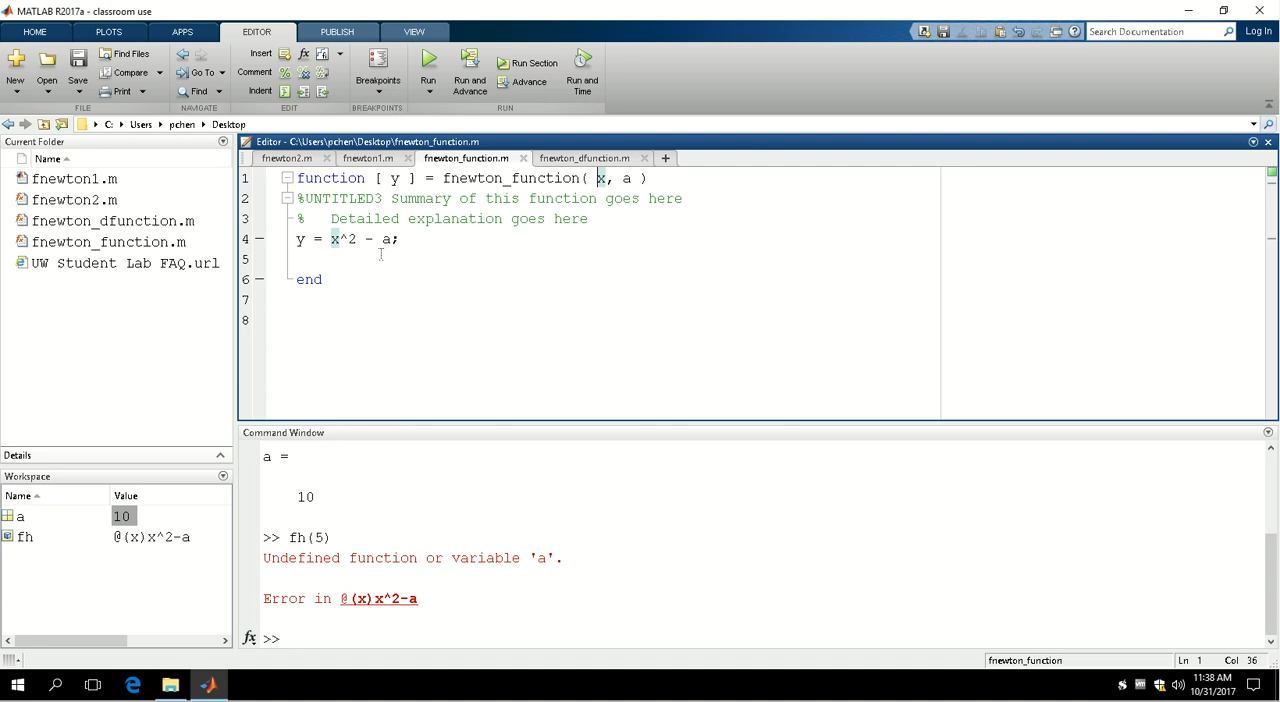 MATLAB R2017a - classroom use
HOME PLOTS APPS EDITOR PUBLISH VIEW
Search Documentation Log In
New Open Save Find Files Compare Print Go To Find Insert Comment Indent fx Breakpoints Run Run and Advance Run Section Advance Run and Time
FILE NAVIGATE EDIT BREAKPOINTS RUN
C: Users pchen Desktop
Current Folder
Name
fnewton1.m
fnewton2.m
fnewton_dfunction.m
fnewton_function.m
UW Student Lab FAQ.url
Details
Workspace
Name Value
a 10
fh @(x)x^2-a
Editor - C:\Users\pchen\Desktop\fnewton_function.m
fnewton2.m fnewton1.m fnewton_function.m fnewton_dfunction.m
1 function [ y ] = fnewton_function( x, a )
2 %UNTITLED3 Summary of this function goes here
3 % Detailed explanation goes here
4 y = x^2 - a;
5
6 end
7
8
Command Window
a =
10
>> fh(5)
Undefined function or variable 'a'.
Error in @(x)x^2-a
fx >>
fnewton_function Ln 1 Col 36
11:38 AM
10/31/2017